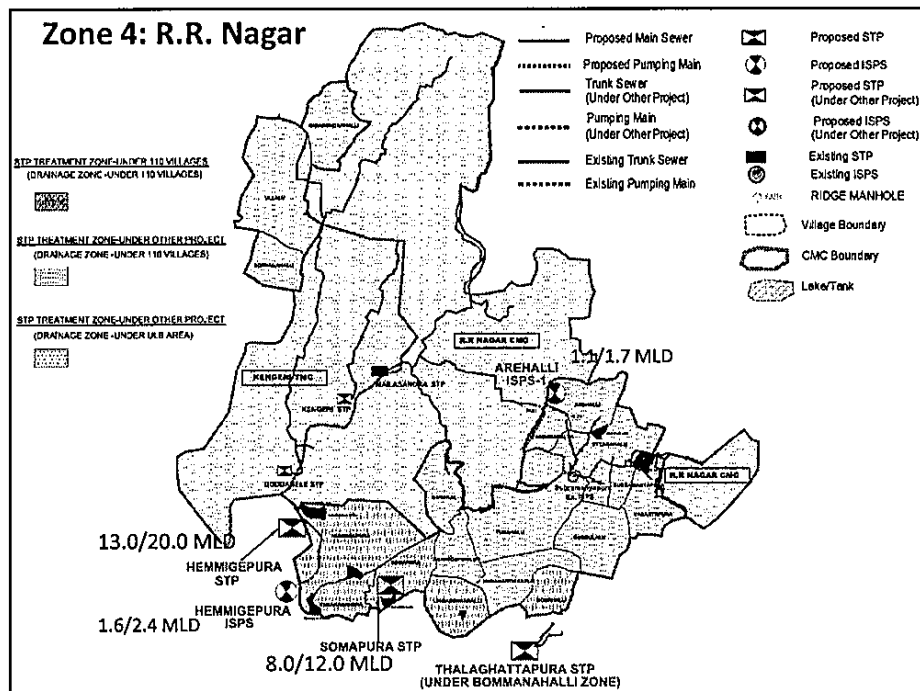 Zone 4: R.R. Nagar
Proposed Main Sewer
Proposed Pumping Main
Trunk Sewer
(Under Other Project)
Pumping Main
(Under Other Project)
Existing Trunk Sewer
Existing Pumping Main
Proposed STP
Proposed ISPS
Proposed STP
(Under Other Project)
Proposed ISPS
(Under Other Project)
Existing STP
Existing ISPS
RIDGE MANHOLE
Village Boundary
CMC Boundary
Lake/Tank
STP TREATMENT ZONE-UNDER 110 VILLAGES
(DRAINAGE ZONE -UNDER 110 VILLAGES)
STP TREATMENT ZONE-UNDER OTHER PROJECT
(DRAINAGE ZONE -UNDER 110 VILLAGES)
STP TREATMENT ZONE-UNDER OTHER PROJECT
(DRAINAGE ZONE -UNDER ULB AREA)
R.R NAGAR CMC
1.1/1.7 MLD
AREHALLI
ISPS-1
KENGERI TMC
MAILASANDRA STP
KENGERI STP
R.R NAGAR CMC
13.0/20.0 MLD
HEMMIGEPURA
STP
HEMMIGEPURA
ISPS
1.6/2.4 MLD
SOMAPURA STP
8.0/12.0 MLD
THALAGHATTAPURA STP
(UNDER BOMMANAHALLI ZONE)